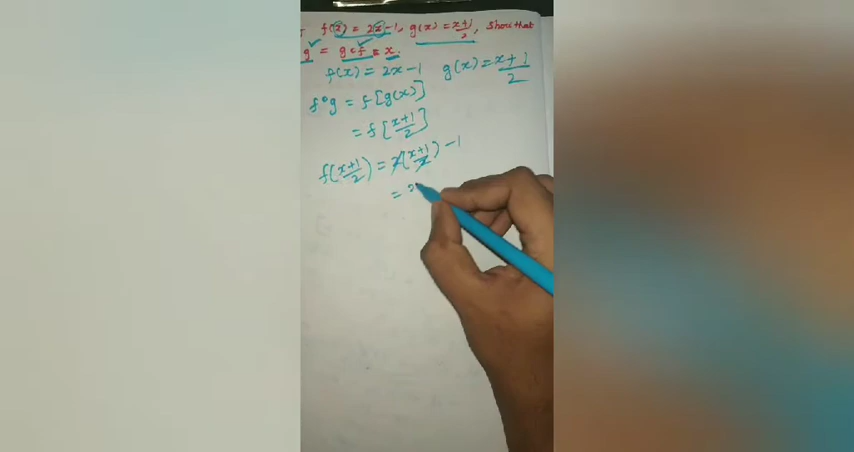 f(x) = 2x-1, g(x) = x+1/2, Show that
g = g∘f = x.
f(x) = 2x-1 g(x) = x+1/2
f∘g = f[g(x)]
= f[x+1/2]
f(x+1/2) = 2(x+1/2) -1
=